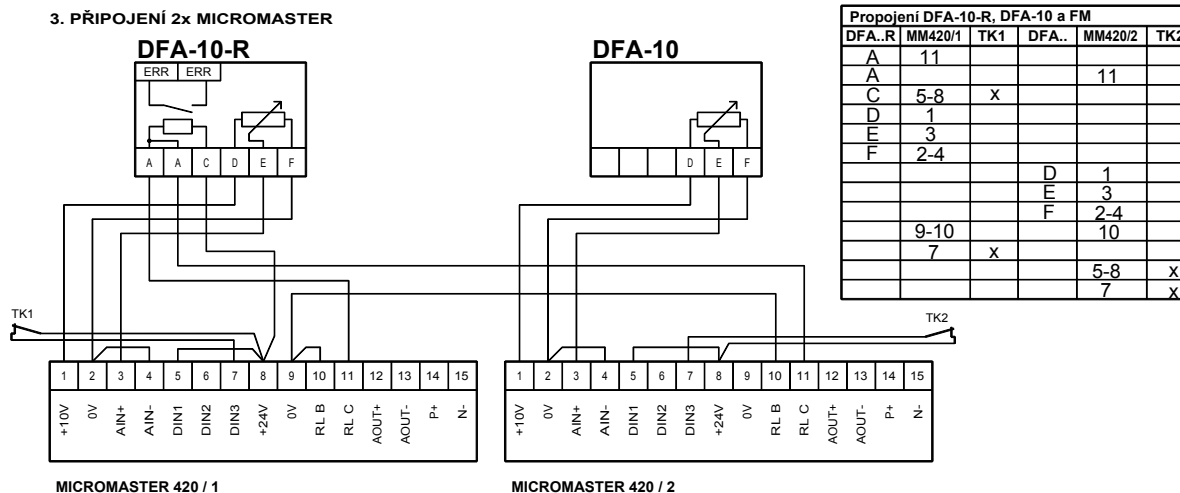 3. PŘIPOJENÍ 2x MICROMASTER
DFA-10-R
ERR ERR
A A C D E F
DFA-10
D E F
Propojení DFA-10-R, DFA-10 a FM
DFA..R MM420/1 TK1 DFA.. MM420/2 TK2
A 11
A 11
C 5-8 x
D 1
E 3
F 2-4
D 1
E 3
F 2-4
9-10 10
7 x
5-8 x
7 x
TK1
TK2
1 2 3 4 5 6 7 8 9 10 11 12 13 14 15
+10V 0V AIN+ AIN- DIN1 DIN2 DIN3 +24V 0V RL B RL C AOUT+ AOUT- P+ N-
MICROMASTER 420 / 1
1 2 3 4 5 6 7 8 9 10 11 12 13 14 15
+10V 0V AIN+ AIN- DIN1 DIN2 DIN3 +24V 0V RL B RL C AOUT+ AOUT- P+ N-
MICROMASTER 420 / 2